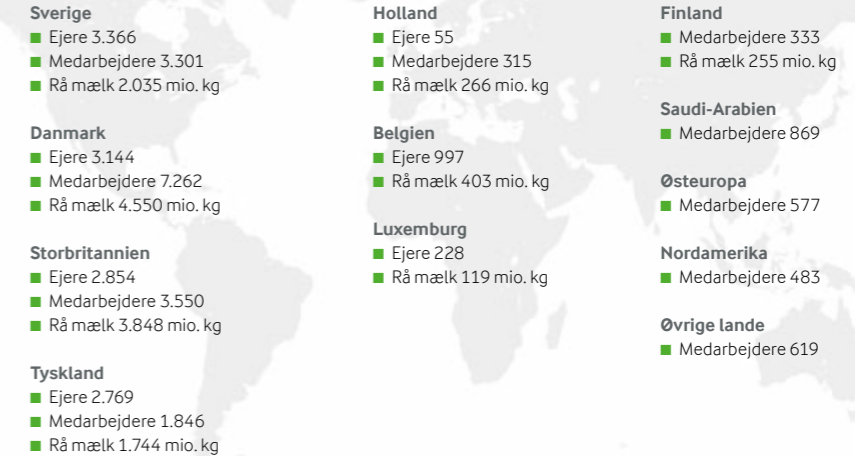 Sverige
Ejere 3.366
Medarbejdere 3.301
Rå mælk 2.035 mio. kg
Danmark
Ejere 3.144
Medarbejdere 7.262
Rå mælk 4.550 mio. kg
Storbritannien
Ejere 2.854
Medarbejdere 3.550
Rå mælk 3.848 mio. kg
Tyskland
Ejere 2.769
Medarbejdere 1.846
Rå mælk 1.744 mio. kg
Holland
Ejere 55
Medarbejdere 315
Rå mælk 266 mio. kg
Belgien
Ejere 997
Rå mælk 403 mio. kg
Luxemburg
Ejere 228
Rå mælk 119 mio. kg
Finland
Medarbejdere 333
Rå mælk 255 mio. kg
Saudi-Arabien
Medarbejdere 869
Østeuropa
Medarbejdere 577
Nordamerika
Medarbejdere 483
Øvrige lande
Medarbejdere 619